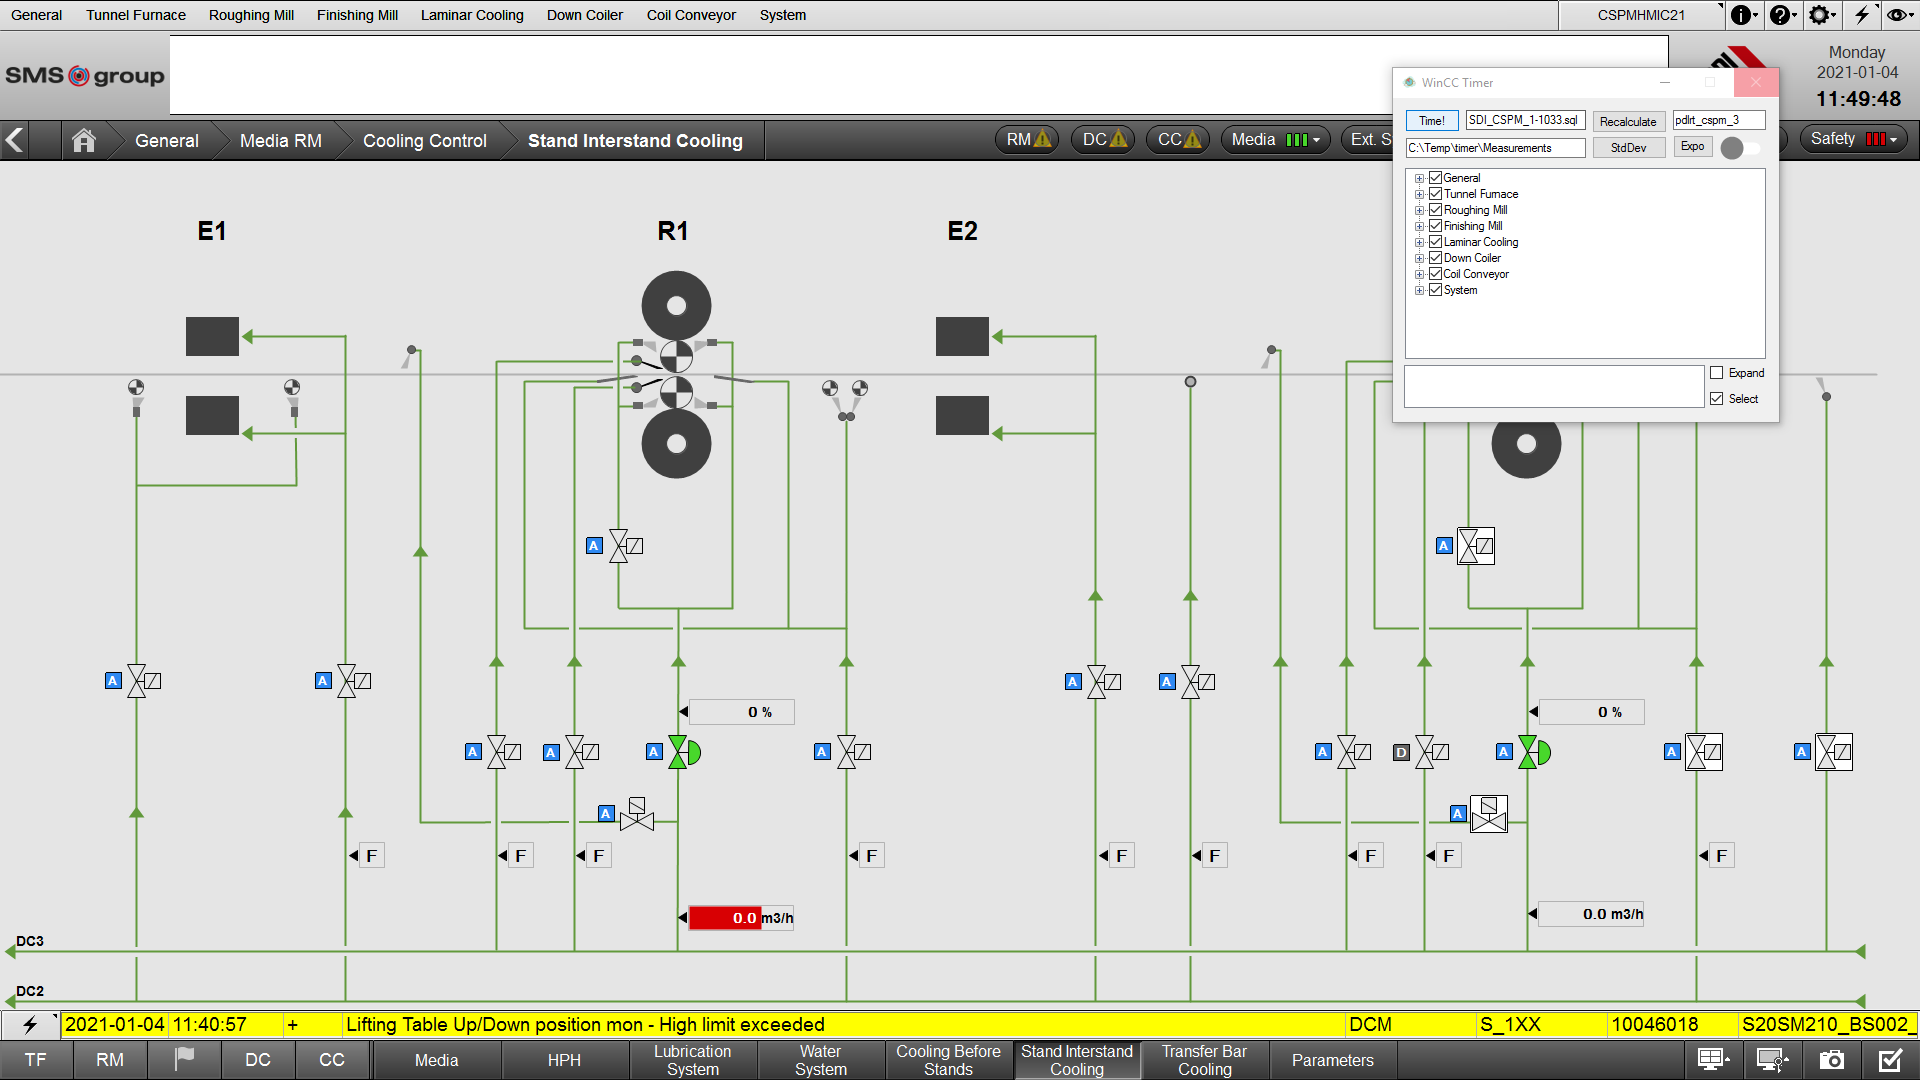 General Tunnel Furnace Roughing Mill Finishing Mill Laminar Cooling Down Coiler Coil Conveyor System CSPMHMIC21
SMS group
Monday
2021-01-04
11:49:48
General Media RM Cooling Control Stand Interstand Cooling RM DC CC Media Ext. S Safety
WinCC Timer
Time! SDI_CSPM_1-1033.sql Recalculate pdlrt_cspm_3
C:\Temp\timer\Measurements StdDev Expo
General
Tunnel Furnace
Roughing Mill
Finishing Mill
Laminar Cooling
Down Coiler
Coil Conveyor
System
Expand
Select
E1 R1 E2
A A
A A A A
0 % 0 %
A A A A A D A A A
A A
F F F F F F F F F
0.0 m3/h 0.0 m3/h
DC3
DC2
2021-01-04 11:40:57 + Lifting Table Up/Down position mon - High limit exceeded DCM S_1XX 10046018 S20SM210_BS002_
TF RM DC CC Media HPH Lubrication System Water System Cooling Before Stands Stand Interstand Cooling Transfer Bar Cooling Parameters